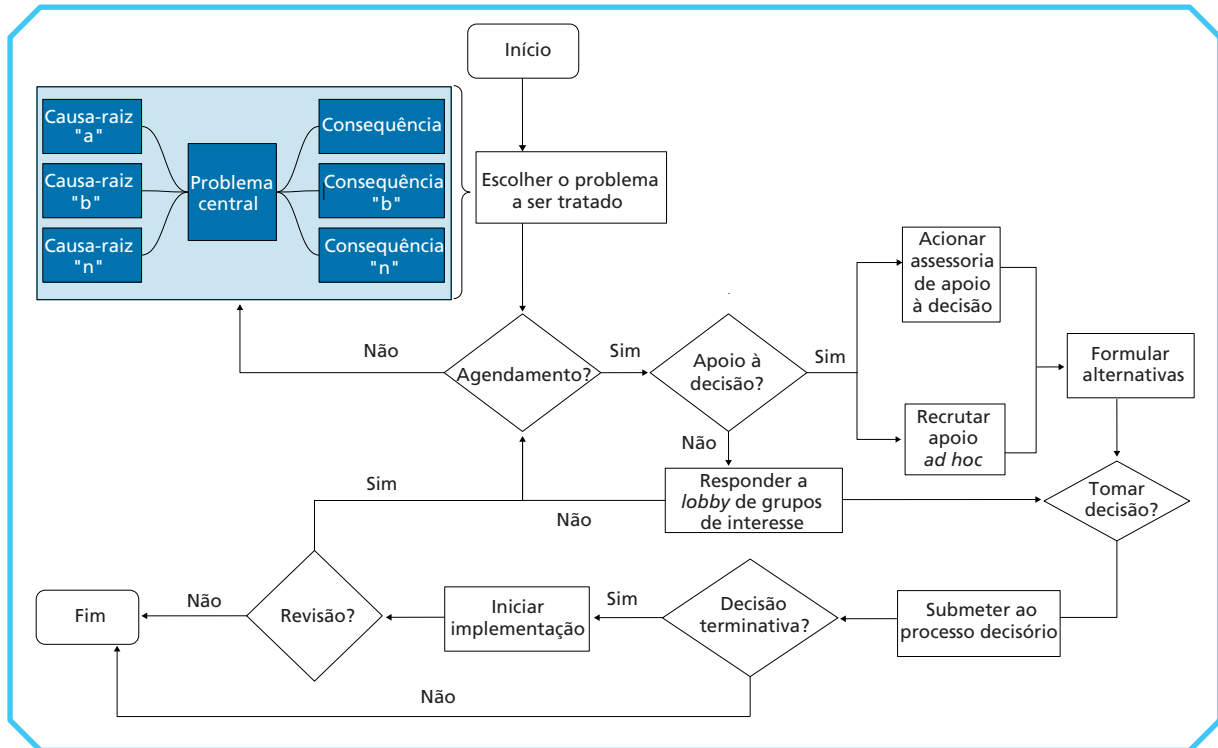 Início
Causa-raiz
"a"
Consequência
Problema
central
Causa-raiz
"b"
Consequência
"b"
Causa-raiz
"n"
Consequência
"n"
Escolher o problema
a ser tratado
Não
Agendamento?
Sim
Apoio à
decisão?
Sim
Acionar
assessoria
de apoio
à decisão
Recrutar
apoio
ad hoc
Formular
alternativas
Não
Responder a
lobby de grupos
de interesse
Tomar
decisão?
Sim
Não
Fim
Não
Revisão?
Iniciar
implementação
Sim
Decisão
terminativa?
Submeter ao
processo decisório
Não